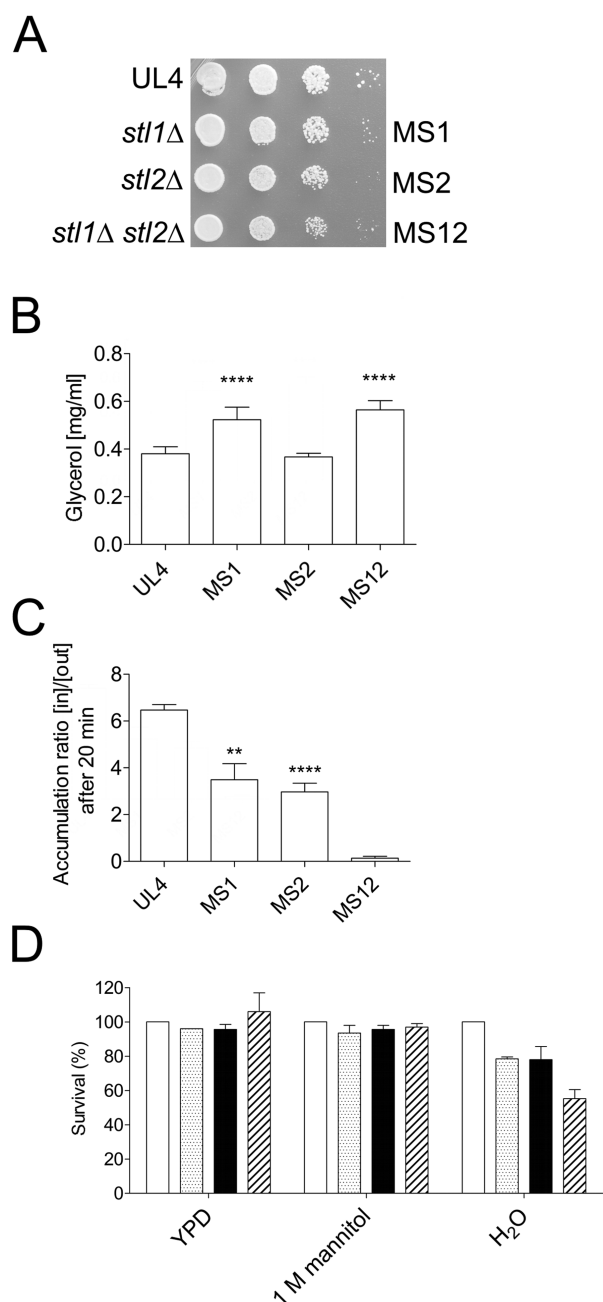 A
UL4
stl1Δ MS1
stl2Δ MS2
stl1Δ stl2Δ MS12
B
Glycerol [mg/ml]
0.8
0.6
0.4
0.2
0.0
**** ****
UL4 MS1 MS2 MS12
C
Accumulation ratio [in]/[out]
after 20 min
8
6
4
2
0
** ****
UL4 MS1 MS2 MS12
D
Survival (%)
120
100
80
60
40
20
0
YPD 1 M mannitol H₂O